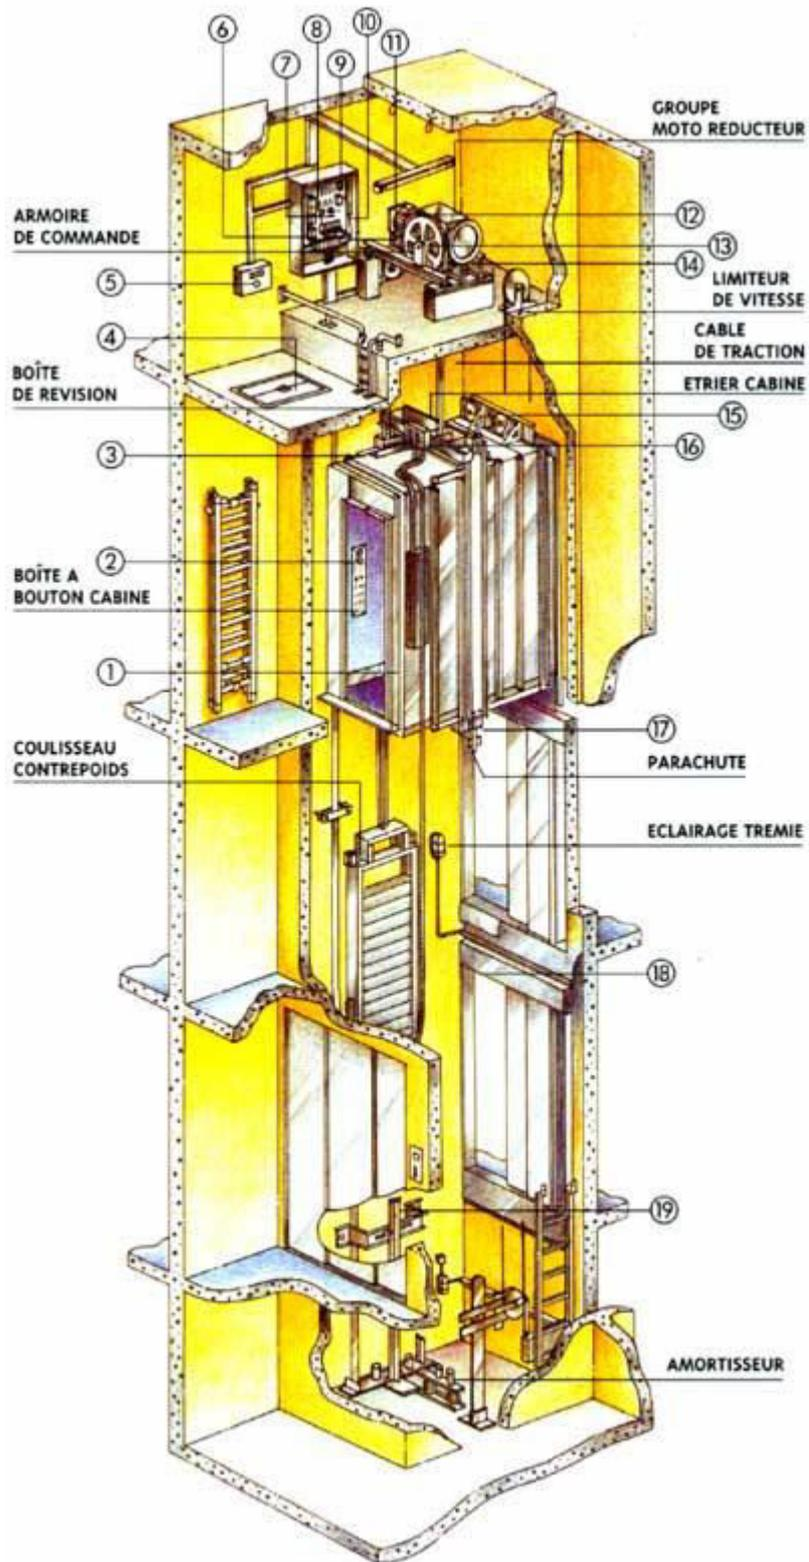 ⑥
⑧
⑩
⑦
⑨
⑪
GROUPE
MOTO REDUCTEUR
ARMOIRE
DE COMMANDE
⑫
⑬
⑭
⑤
LIMITEUR
DE VITESSE
④
CABLE
DE TRACTION
BOÎTE
DE REVISION
ETRIER CABINE
⑮
③
⑯
②
BOÎTE A
BOUTON CABINE
①
⑰
COULISSEAU
CONTREPOIDS
PARACHUTE
ECLAIRAGE TREMIE
⑱
⑲
AMORTISSEUR